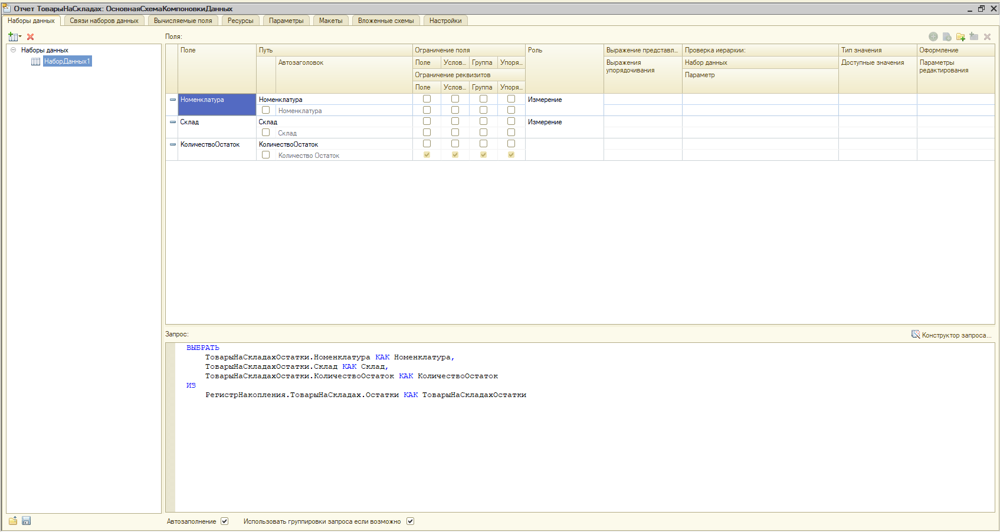 Отчет ТоварыНаСкладах: ОсновнаяСхемаКомпоновкиДанных
Наборы данных Связи наборов данных Вычисляемые поля Ресурсы Параметры Макеты Вложенные схемы Настройки
Поля:
Наборы данных
НаборДанных1
Поле Путь Ограничение поля Роль Выражение представл... Проверка иерархии: Тип значения Оформление
Автозаголовок Поле Услов... Группа Упоря... Выражения упорядочивания Набор данных Доступные значения Параметры редактирования
Ограничение реквизитов Параметр
Поле Услов... Группа Упоря...
Номенклатура Номенклатура Измерение
Номенклатура
Склад Склад Измерение
Склад
КоличествоОстаток КоличествоОстаток
Количество Остаток
Запрос: Конструктор запроса...
ВЫБРАТЬ
ТоварыНаСкладахОстатки.Номенклатура КАК Номенклатура,
ТоварыНаСкладахОстатки.Склад КАК Склад,
ТоварыНаСкладахОстатки.КоличествоОстаток КАК КоличествоОстаток
ИЗ
РегистрНакопления.ТоварыНаСкладах.Остатки КАК ТоварыНаСкладахОстатки
Автозаполнение Использовать группировки запроса если возможно